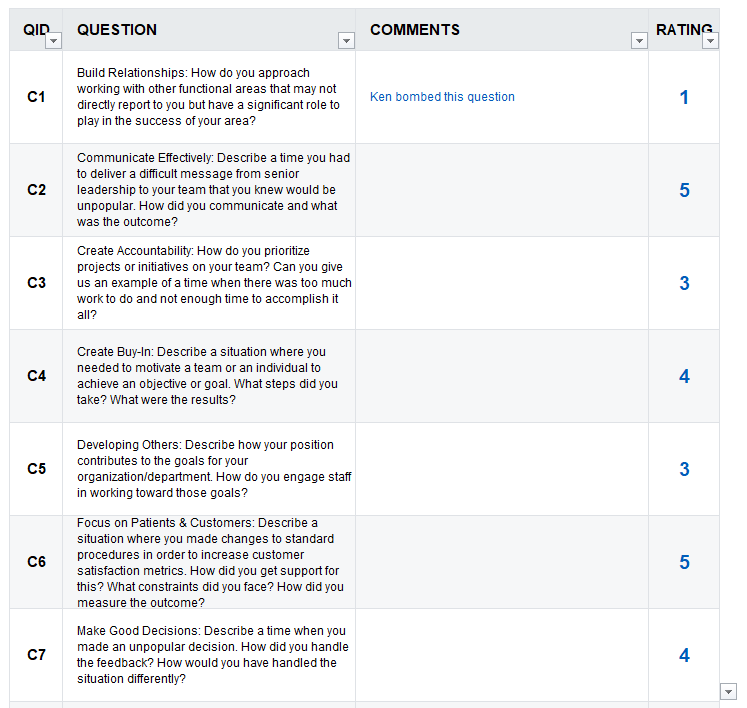 QID QUESTION COMMENTS RATING
C1
Build Relationships: How do you approach
working with other functional areas that may not
directly report to you but have a significant role to
play in the success of your area?
Ken bombed this question
1
C2
Communicate Effectively: Describe a time you had
to deliver a difficult message from senior
leadership to your team that you knew would be
unpopular. How did you communicate and what
was the outcome?
5
C3
Create Accountability: How do you prioritize
projects or initiatives on your team? Can you give
us an example of a time when there was too much
work to do and not enough time to accomplish it
all?
3
C4
Create Buy-In: Describe a situation where you
needed to motivate a team or an individual to
achieve an objective or goal. What steps did you
take? What were the results?
4
C5
Developing Others: Describe how your position
contributes to the goals for your
organization/department. How do you engage staff
in working toward those goals?
3
C6
Focus on Patients & Customers: Describe a
situation where you made changes to standard
procedures in order to increase customer
satisfaction metrics. How did you get support for
this? What constraints did you face? How did you
measure the outcome?
5
C7
Make Good Decisions: Describe a time when you
made an unpopular decision. How did you handle
the feedback? How would you have handled the
situation differently?
4